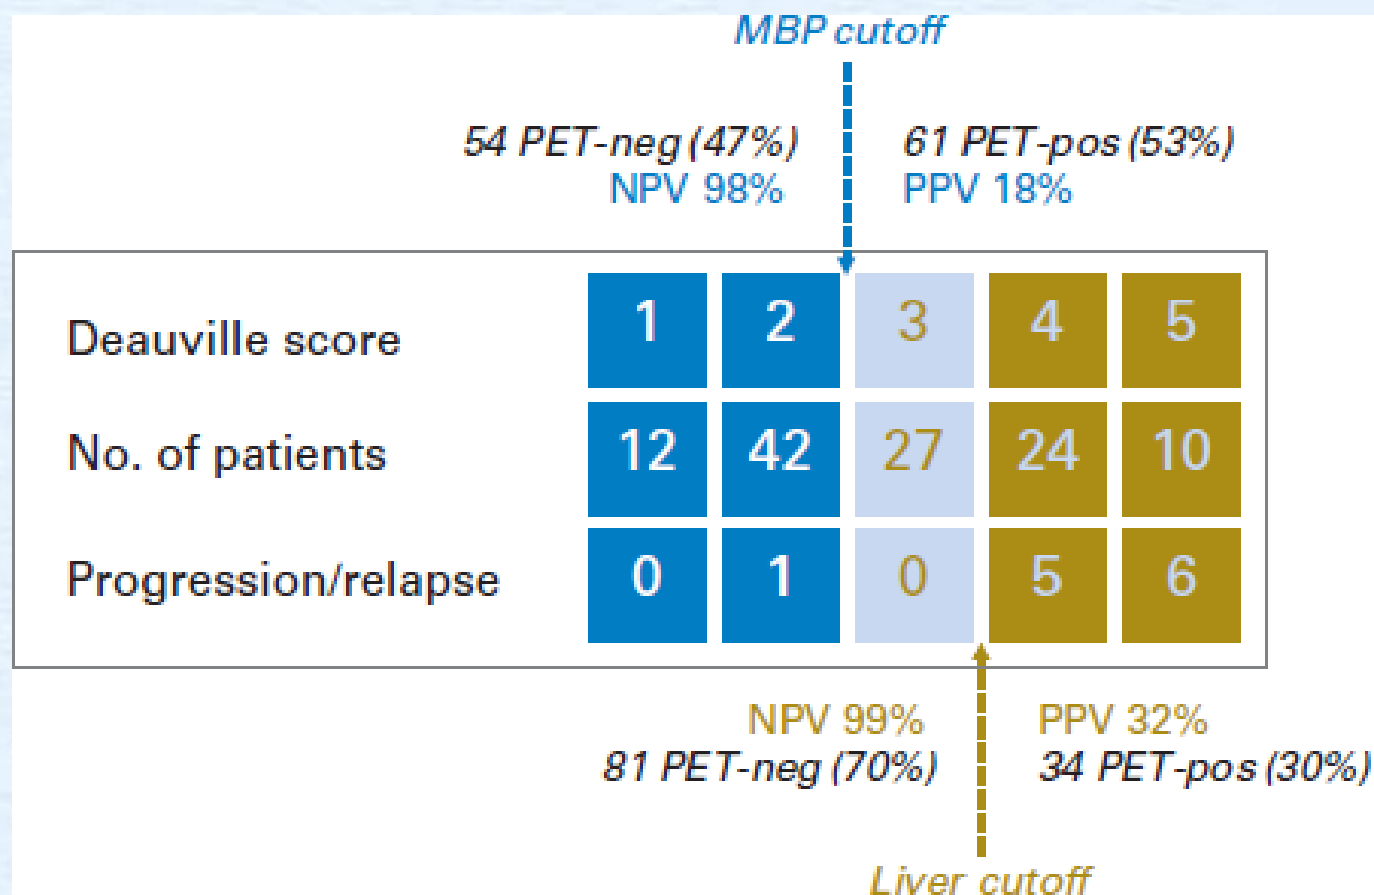 MBP cutoff
54 PET-neg (47%) 61 PET-pos (53%)
NPV 98% PPV 18%
Deauville score 1 2 3 4 5
No. of patients 12 42 27 24 10
Progression/relapse 0 1 0 5 6
NPV 99% PPV 32%
81 PET-neg (70%) 34 PET-pos (30%)
Liver cutoff